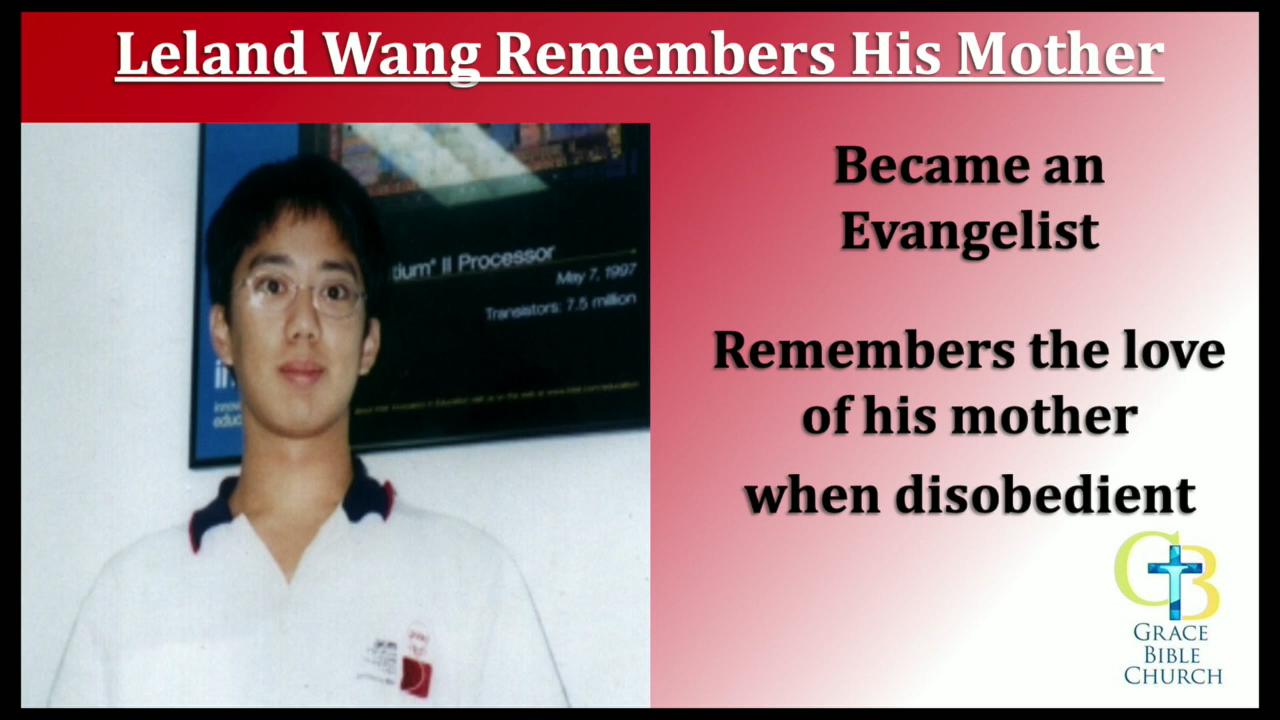 Leland Wang Remembers His Mother
Became an
Evangelist
Remembers the love
of his mother
when disobedient
ium® II Processor
May 7, 1997
Transistors: 7.5 million
GRACE
BIBLE
CHURCH